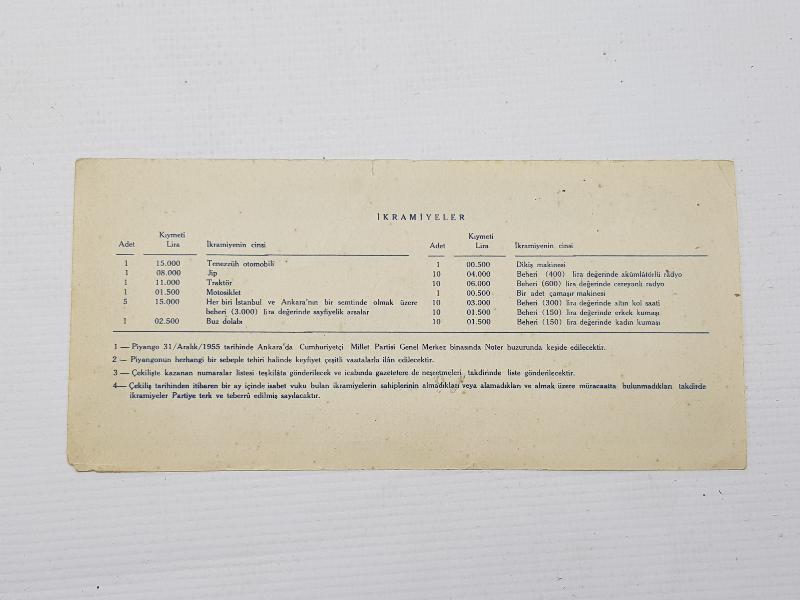 İKRAMİYELER
Adet Kıymeti Lira İkramiyenin cinsi
1 15.000 Tenezzüh otomobili
1 08.000 Jip
1 11.000 Traktör
1 01.500 Motosiklet
5 15.000 Her biri İstanbul ve Ankara'nın bir semtinde olmak üzere
beheri (3.000) lira değerinde sayfiyelik arsalar
1 02.500 Buz dolabı
Adet Kıymeti Lira İkramiyenin cinsi
1 00.500 Dikiş makinesi
10 04.000 Beheri (400) lira değerinde akümlâtörlü radyo
10 06.000 Beheri (600) lira değerinde cereyanlı radyo
1 00.500 Bir adet çamaşır makinesi
10 03.000 Beheri (300) lira değerinde altın kol saati
10 01.500 Beheri (150) lira değerinde erkek kumaşı
10 01.500 Beheri (150) lira değerinde kadın kumaşı
1 — Piyango 31/Aralık/1955 tarihinde Ankara'da Cumhuriyetçi Millet Partisi Genel Merkez binasında Noter huzurunda keşide edilecektir.
2 — Piyangonun herhangi bir sebeple tehiri halinde keyfiyet çeşitli vasıtalarla ilân edilecektir.
3 — Çekilişte kazanan numaralar listesi teşkilâta gönderilecek ve icabında gazetetere de neşretmeleri takdirinde liste gönderilecektir.
4— Çekiliş tarihinden itibaren bir ay içinde isabet vuku bulan ikramiyelerin sahiplerinin almadıkları veya alamadıkları ve almak üzere müracaatta bulunmadıkları takdirde
ikramiyeler Partiye terk ve teberrü edilmiş sayılacaktır.